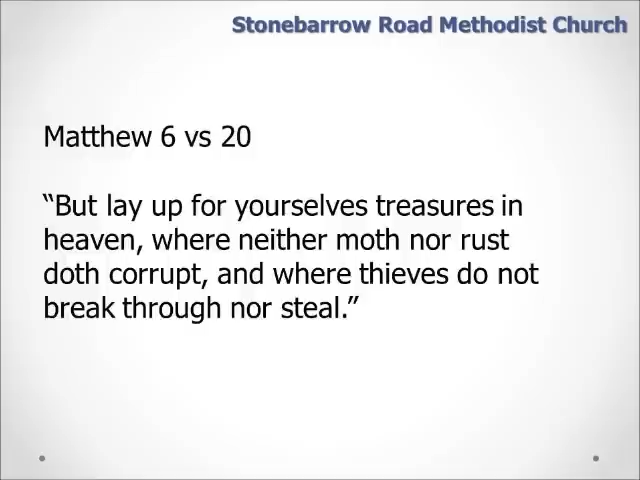 Stonebarrow Road Methodist Church
Matthew 6 vs 20
“But lay up for yourselves treasures in
heaven, where neither moth nor rust
doth corrupt, and where thieves do not
break through nor steal.”